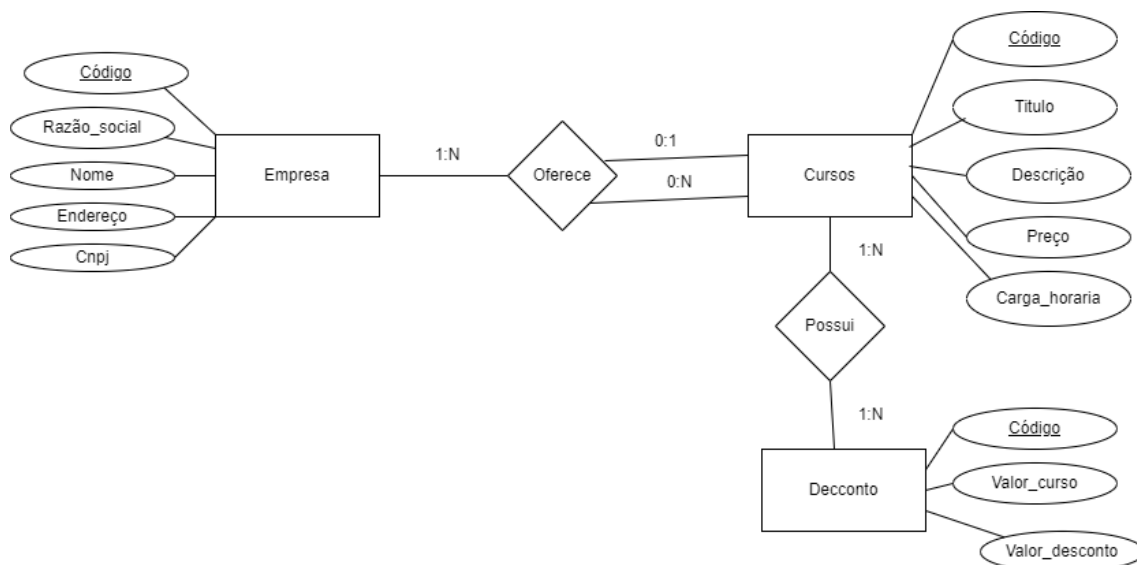 Código
Razão_social
Nome
Endereço
Cnpj
Empresa
1:N
Oferece
0:1
0:N
Cursos
Código
Titulo
Descrição
Preço
Carga_horaria
1:N
Possui
1:N
Decconto
Código
Valor_curso
Valor_desconto